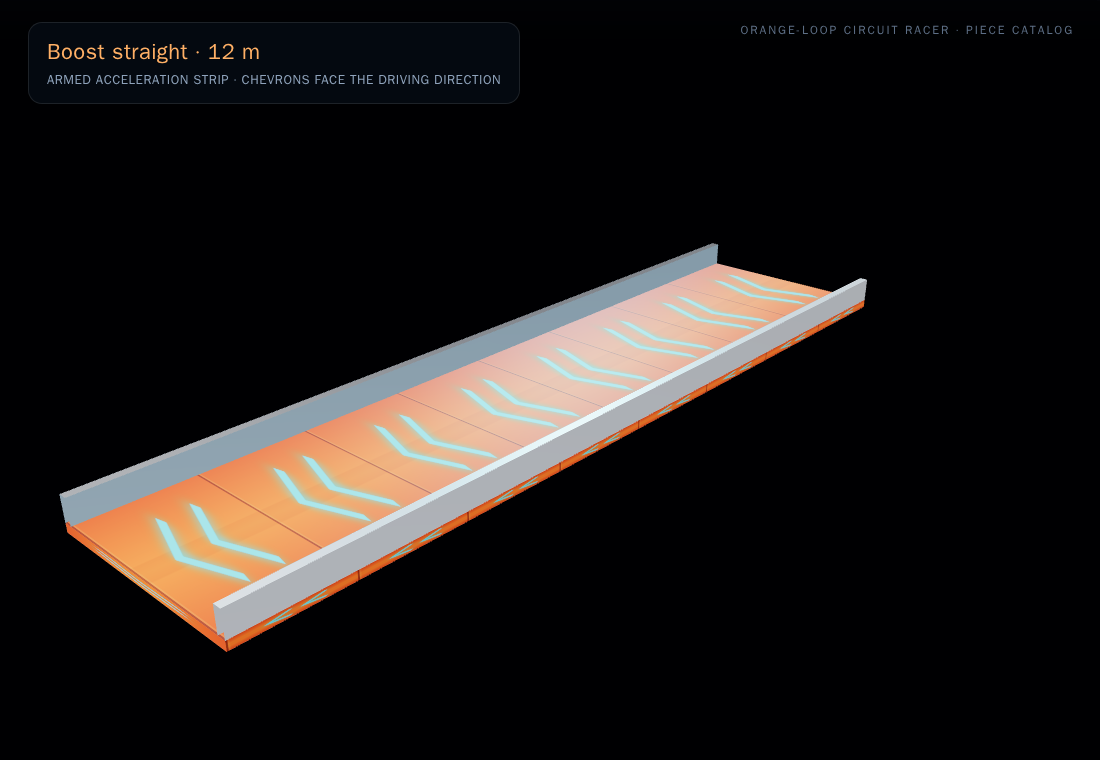 Boost straight · 12 m
ARMED ACCELERATION STRIP · CHEVRONS FACE THE DRIVING DIRECTION
ORANGE-LOOP CIRCUIT RACER · PIECE CATALOG